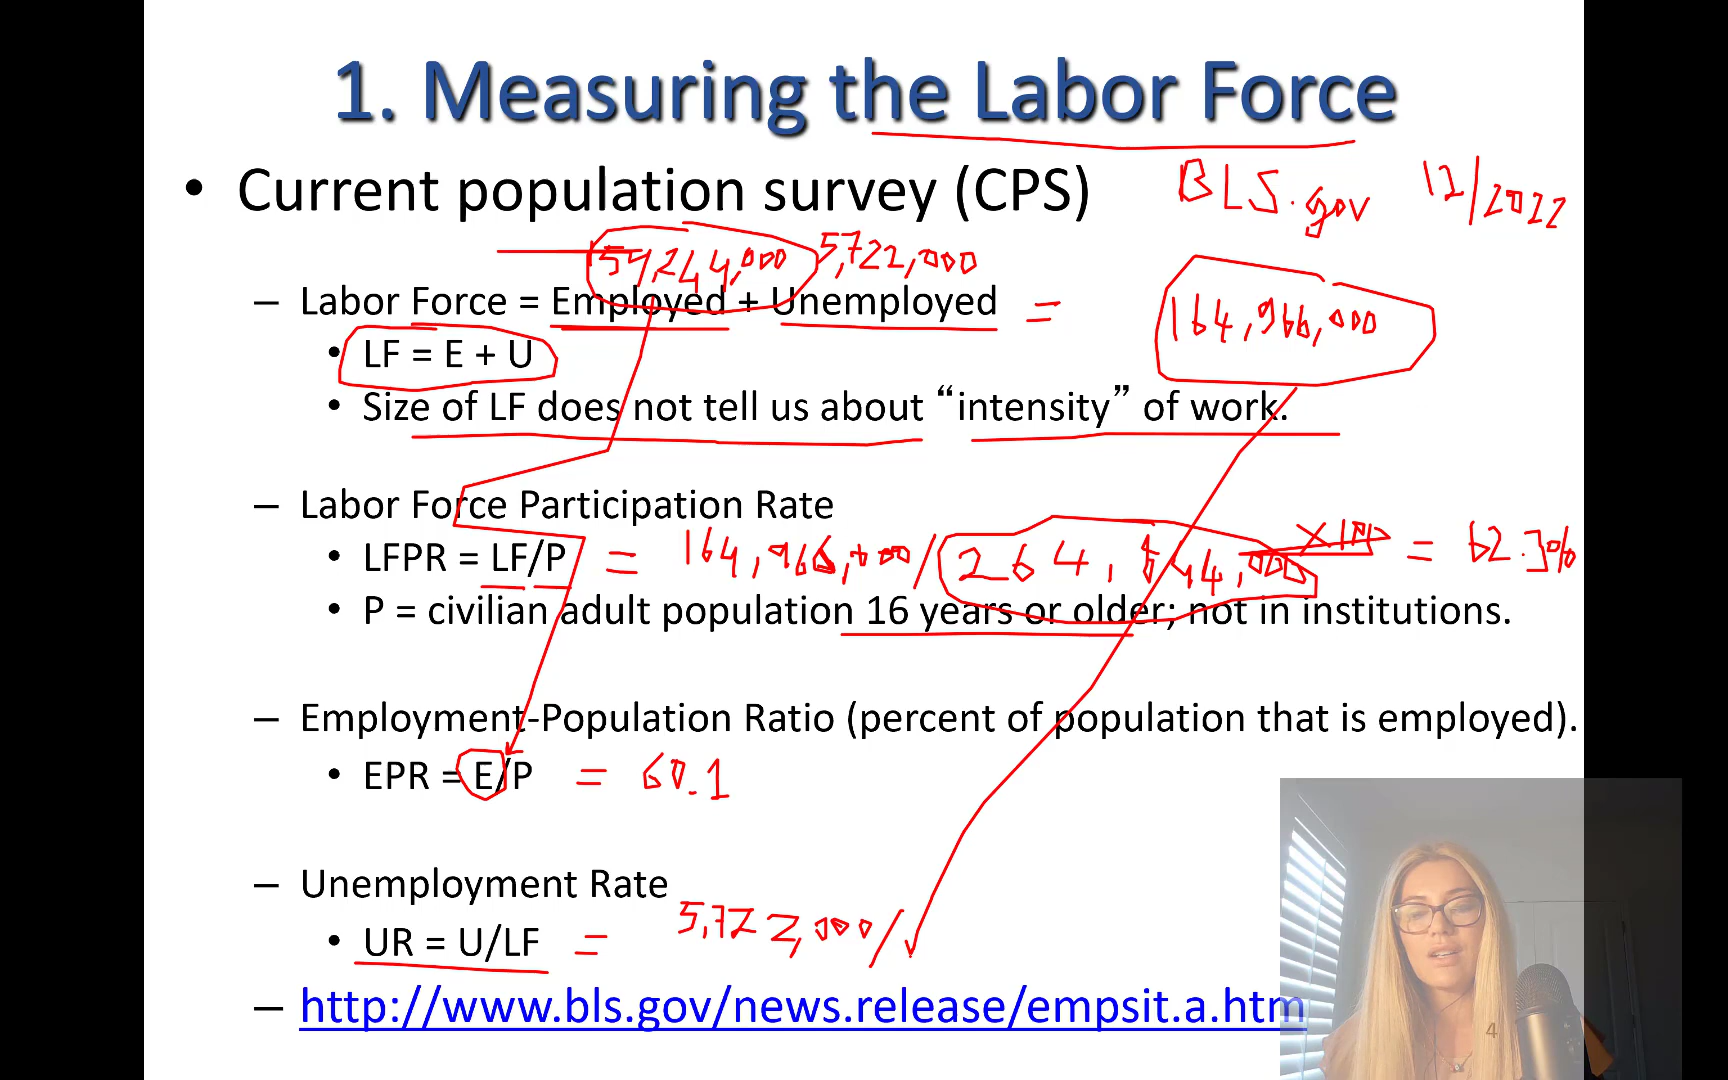 1. Measuring the Labor Force
• Current population survey (CPS) BLS.gov 12/2022
159,244,000 5,722,000
– Labor Force = Employed + Unemployed = 164,966,000
• LF = E + U
• Size of LF does not tell us about “intensity” of work.
– Labor Force Participation Rate
• LFPR = LF/P = 164,966,000/264,844,000 x100 = 62.3%
• P = civilian adult population 16 years or older; not in institutions.
– Employment-Population Ratio (percent of population that is employed).
• EPR = E/P = 60.1
– Unemployment Rate
• UR = U/LF = 5,722,000/
– http://www.bls.gov/news.release/empsit.a.htm
4